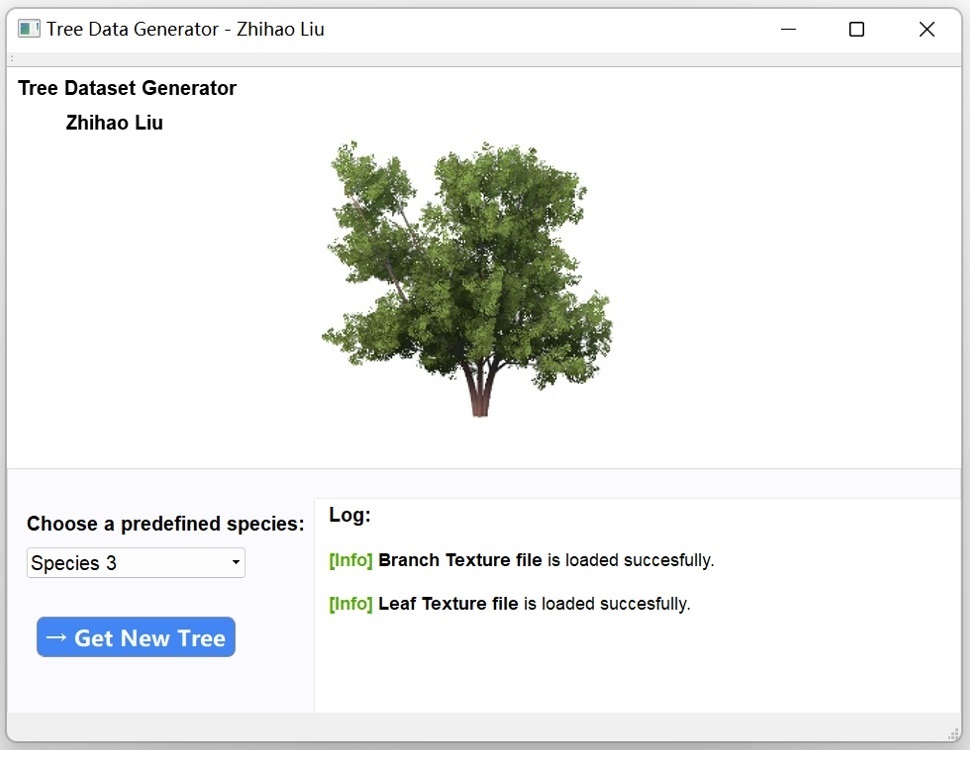 Tree Data Generator - Zhihao Liu
Tree Dataset Generator
Zhihao Liu
Choose a predefined species:
Species 3
→ Get New Tree
Log:
[Info] Branch Texture file is loaded succesfully.
[Info] Leaf Texture file is loaded succesfully.